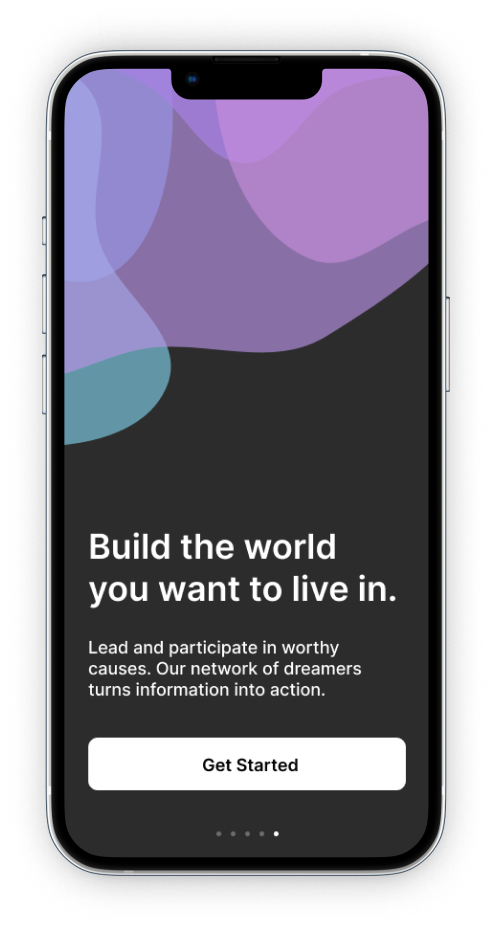 Build the world
you want to live in.
Lead and participate in worthy
causes. Our network of dreamers
turns information into action.
Get Started